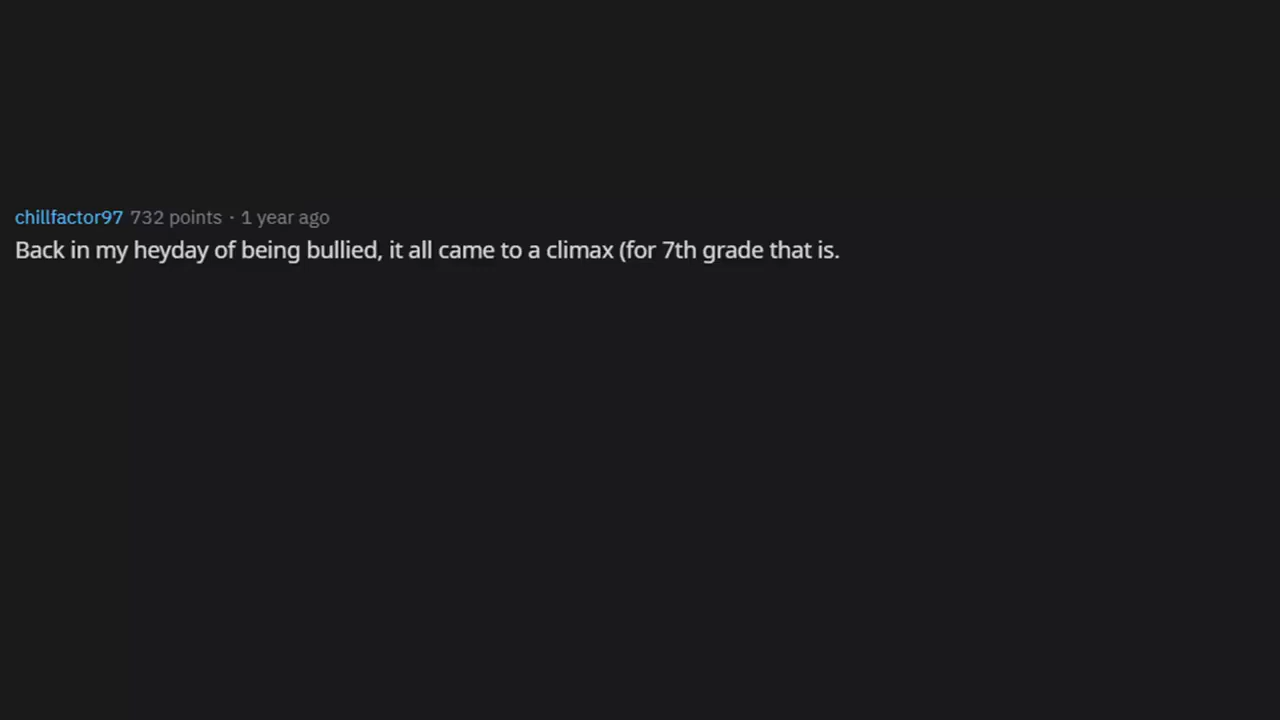 chillfactor97 732 points · 1 year ago
Back in my heyday of being bullied, it all came to a climax (for 7th grade that is.